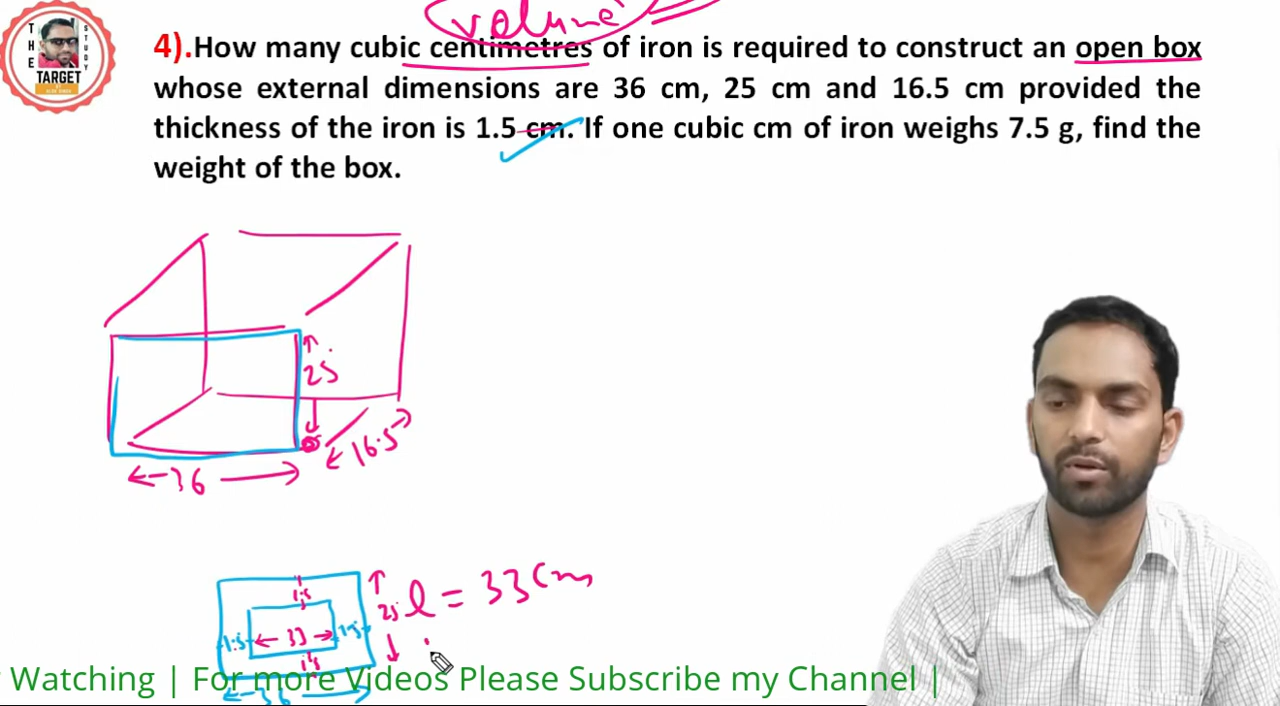 volume
THE
STUDY
TARGET
4).How many cubic centimetres of iron is required to construct an open box
whose external dimensions are 36 cm, 25 cm and 16.5 cm provided the
thickness of the iron is 1.5 cm. If one cubic cm of iron weighs 7.5 g, find the
weight of the box.
25
16.5
36
1.5
25
l = 33cm
1.5
33
1.5
1.5
Watching | For more Videos Please Subscribe my Channel |
36